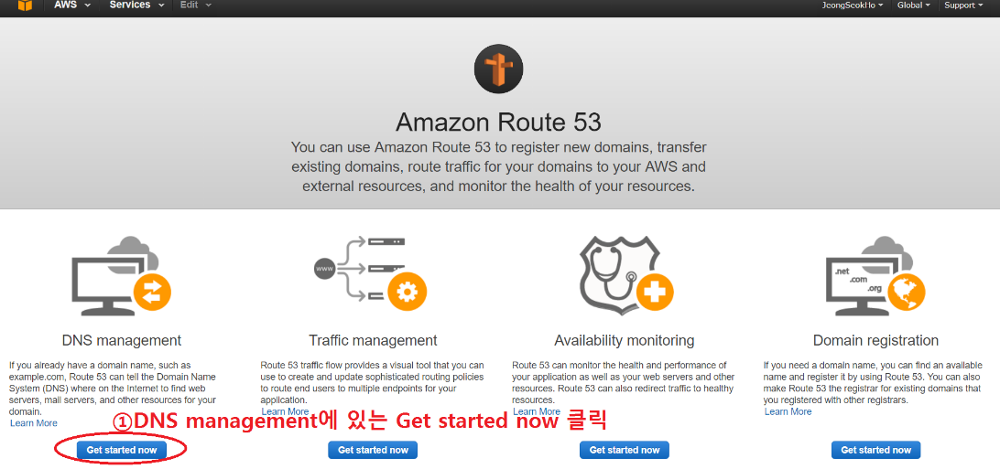 AWS Services Edit JeongSeokHo Global Support
Amazon Route 53
You can use Amazon Route 53 to register new domains, transfer
existing domains, route traffic for your domains to your AWS and
external resources, and monitor the health of your resources.
www
.net
.com
.org
DNS management
If you already have a domain name, such as
example.com, Route 53 can tell the Domain Name
System (DNS) where on the Internet to find web
servers, mail servers, and other resources for your
domain.
Learn More
Get started now
Traffic management
Route 53 traffic flow provides a visual tool that you can
use to create and update sophisticated routing policies
to route end users to multiple endpoints for your
application.
Learn More
Get started now
Availability monitoring
Route 53 can monitor the health and performance of
your application as well as your web servers and other
resources. Route 53 can also redirect traffic to healthy
resources.
Learn More
Get started now
Domain registration
If you need a domain name, you can find an available
name and register it by using Route 53. You can also
make Route 53 the registrar for existing domains that
you registered with other registrars.
Learn More
Get started now
①DNS management에 있는 Get started now 클릭